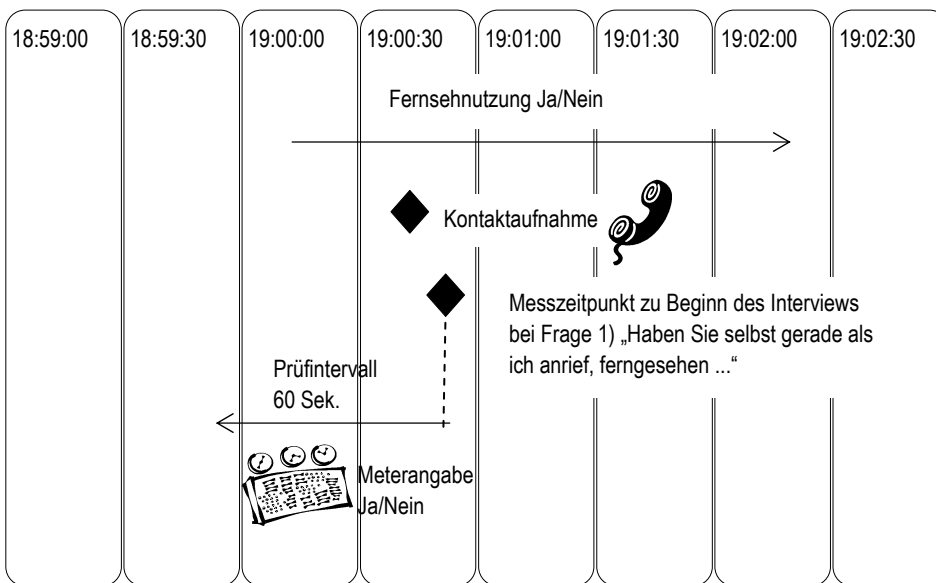 18:59:00 18:59:30 19:00:00 19:00:30 19:01:00 19:01:30 19:02:00 19:02:30
Fernsehnutzung Ja/Nein
Kontaktaufnahme
Messzeitpunkt zu Beginn des Interviews
bei Frage 1) „Haben Sie selbst gerade als
ich anrief, ferngesehen ...“
Prüfintervall
60 Sek.
Meterangabe
Ja/Nein